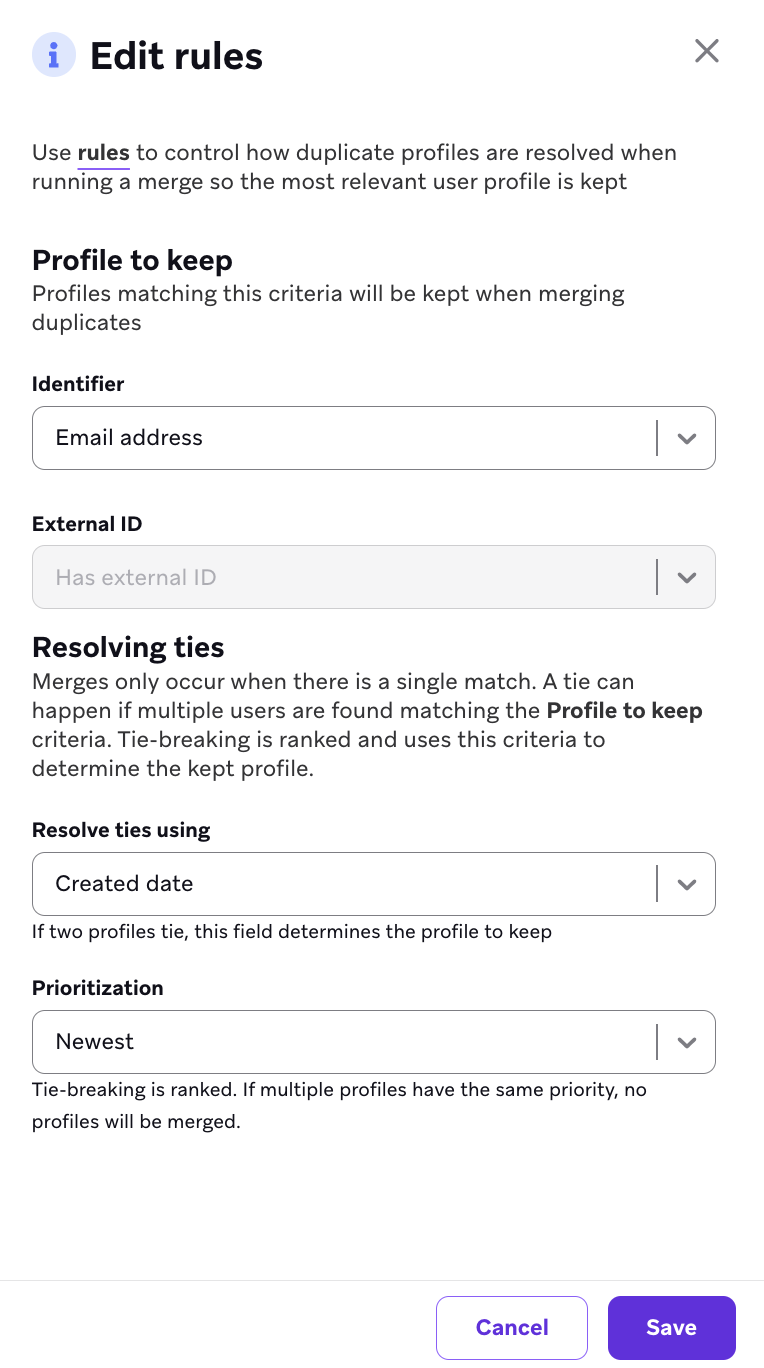 Edit rules
Use rules to control how duplicate profiles are resolved when
running a merge so the most relevant user profile is kept
Profile to keep
Profiles matching this criteria will be kept when merging
duplicates
Identifier
Email address
External ID
Has external ID
Resolving ties
Merges only occur when there is a single match. A tie can
happen if multiple users are found matching the Profile to keep
criteria. Tie-breaking is ranked and uses this criteria to
determine the kept profile.
Resolve ties using
Created date
If two profiles tie, this field determines the profile to keep
Prioritization
Newest
Tie-breaking is ranked. If multiple profiles have the same priority, no
profiles will be merged.
Cancel
Save